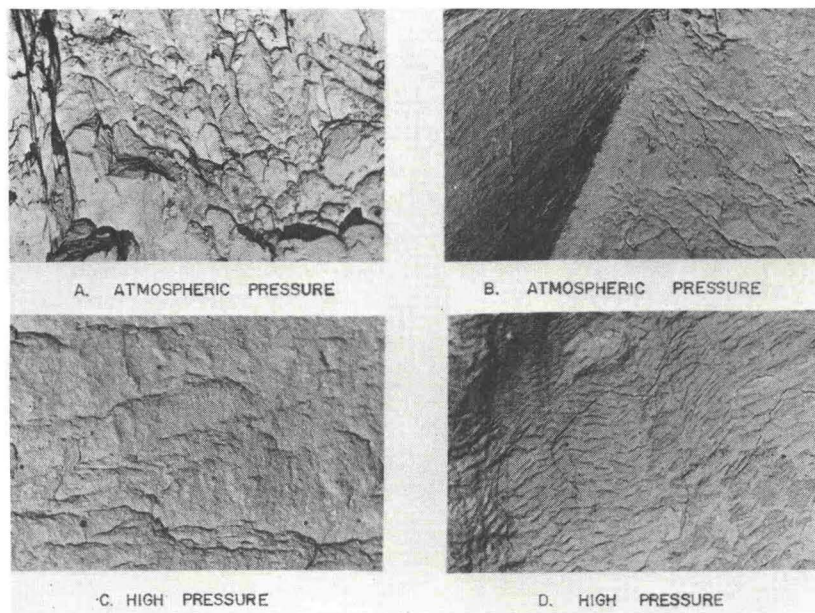 A. ATMOSPHERIC PRESSURE
B. ATMOSPHERIC PRESSURE
C. HIGH PRESSURE
D. HIGH PRESSURE